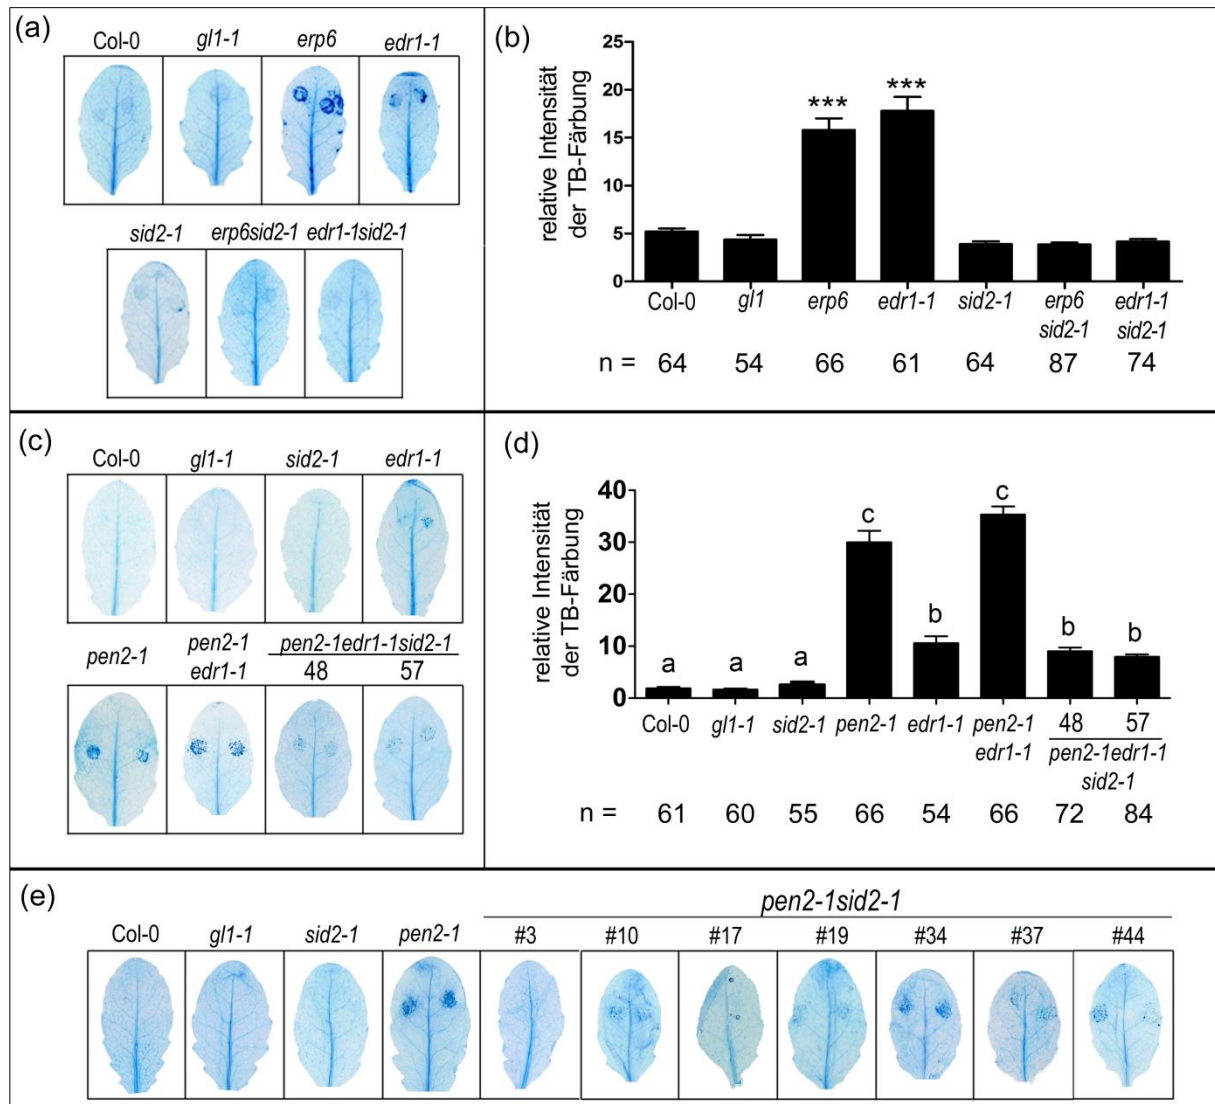 (a)
Col-0 gl1-1 erp6 edr1-1
sid2-1 erp6sid2-1 edr1-1sid2-1
(b)
relative Intensität
der TB-Färbung
25
20
15
10
5
0
*** ***
Col-0 gl1 erp6 edr1-1 sid2-1 erp6 edr1-1
sid2-1 sid2-1
n = 64 54 66 61 64 87 74
(c)
Col-0 gl1-1 sid2-1 edr1-1
pen2-1 pen2-1 pen2-1edr1-1sid2-1
edr1-1 48 57
(d)
relative Intensität
der TB-Färbung
40
30
20
10
0
a a a c b c b b
Col-0 gl1-1 sid2-1 pen2-1 edr1-1 pen2-1 48 57
edr1-1 pen2-1edr1-1
sid2-1
n = 61 60 55 66 54 66 72 84
(e)
pen2-1sid2-1
Col-0 gl1-1 sid2-1 pen2-1 #3 #10 #17 #19 #34 #37 #44